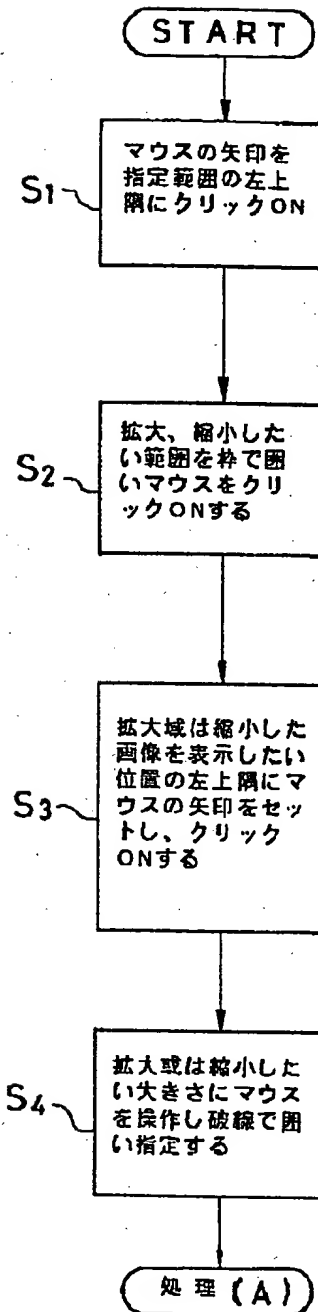 START
S1
マウスの矢印を
指定範囲の左上
隅にクリックON
S2
拡大、縮小した
い範囲を枠で囲
いマウスをクリ
ックONする
S3
拡大域は縮小した
画像を表示したい
位置の左上隅にマ
ウスの矢印をセッ
トし、クリック
ONする
S4
拡大或は縮小した
い大きさにマウス
を操作し破線で囲
い指定する
処理(A)